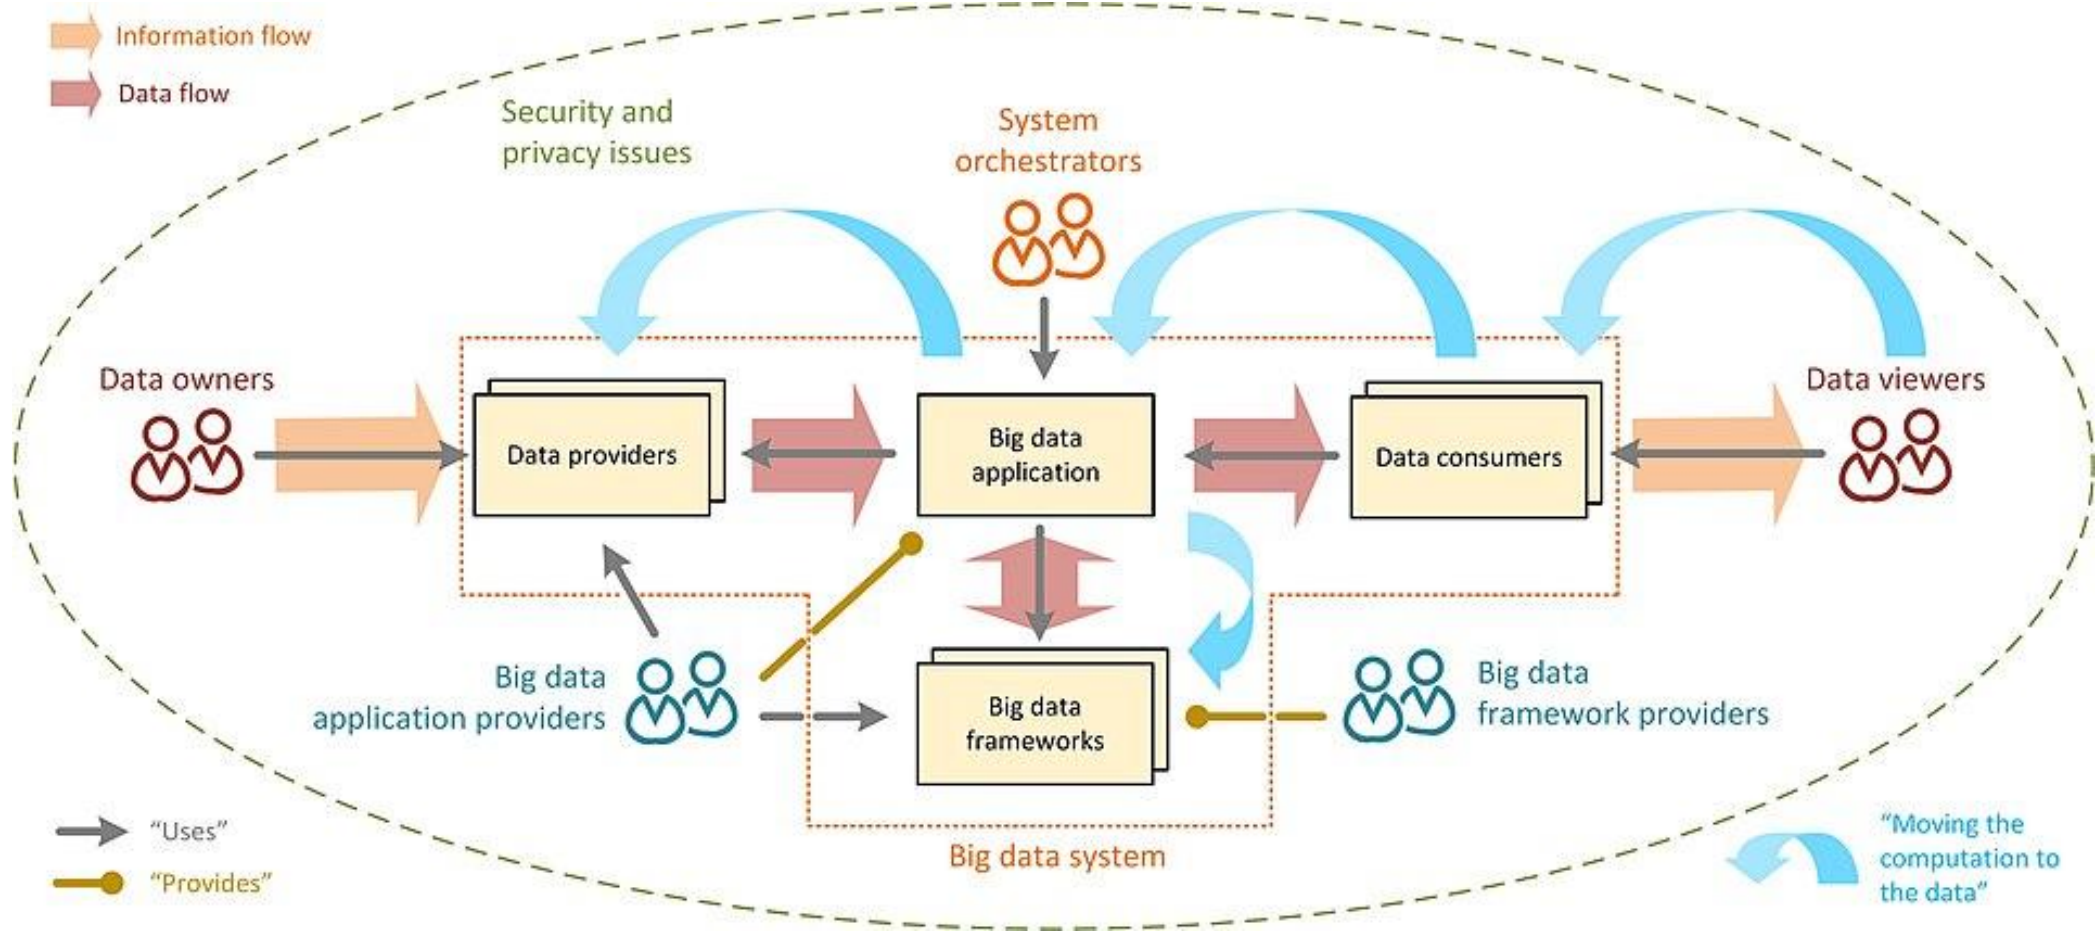 Information flow
Data flow
Security and
privacy issues
System
orchestrators
Data owners
Data viewers
Data providers
Big data
application
Data consumers
Big data
application providers
Big data
frameworks
Big data
framework providers
"Uses"
"Provides"
Big data system
"Moving the
computation to
the data"